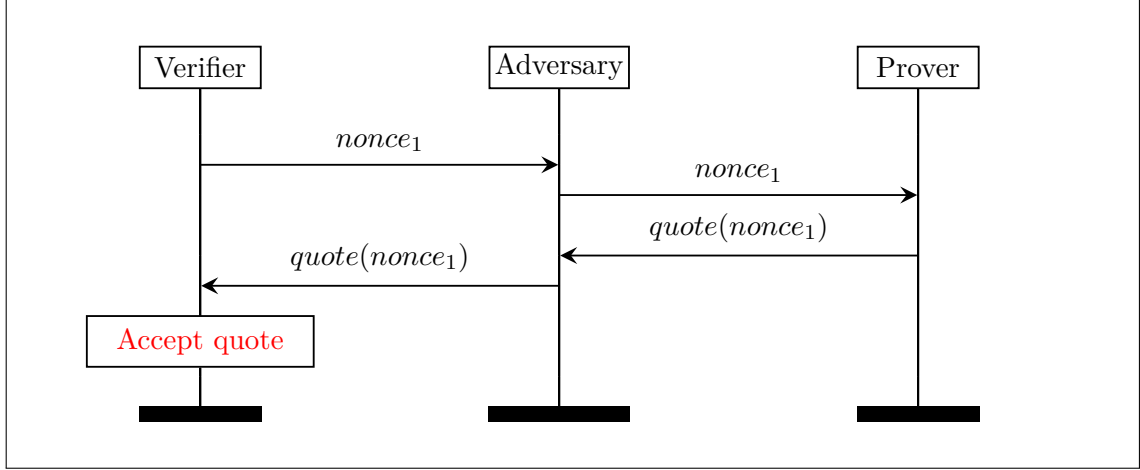 Verifier
Adversary
Prover
nonce₁
nonce₁
quote(nonce₁)
quote(nonce₁)
Accept quote